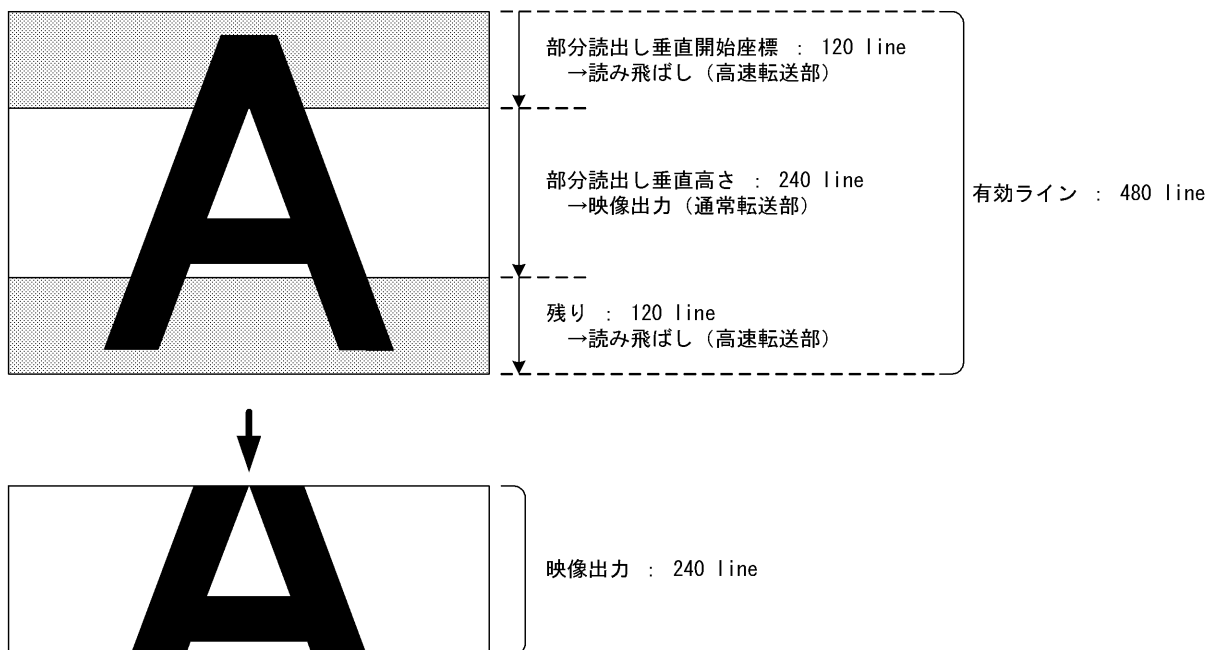 部分読出し垂直開始座標 : 120 line
→読み飛ばし（高速転送部）
部分読出し垂直高さ : 240 line
→映像出力（通常転送部）
有効ライン : 480 line
残り : 120 line
→読み飛ばし（高速転送部）
映像出力 : 240 line
A
A